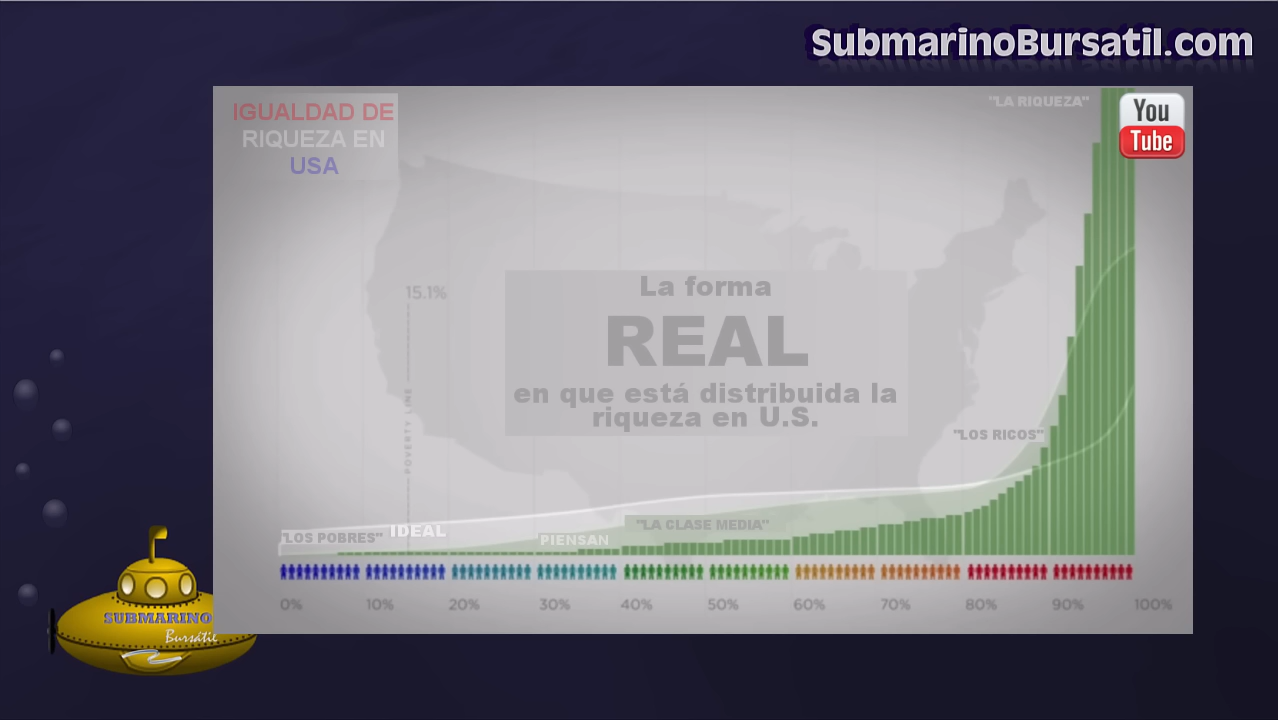 SubmarinoBursatil.com
IGUALDAD DE
RIQUEZA EN
USA
"LA RIQUEZA"
You
Tube
15.1%
POVERTY LINE
La forma
REAL
en que está distribuida la
riqueza en U.S.
"LOS RICOS"
"LOS POBRES"
IDEAL
PIENSAN
"LA CLASE MEDIA"
0% 10% 20% 30% 40% 50% 60% 70% 80% 90% 100%
SUBMARINO
Bursátil